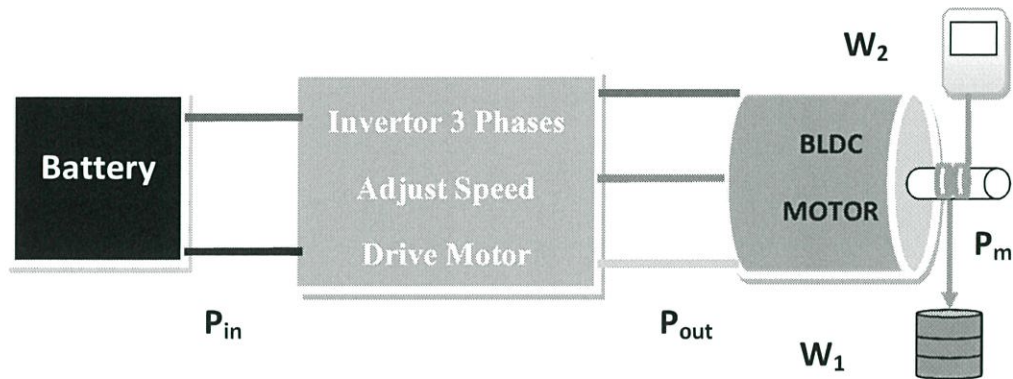 W₂
Battery
Invertor 3 Phases
Adjust Speed
Drive Motor
BLDC
MOTOR
Pₘ
Pᵢₙ
Pₒᵤₜ
W₁